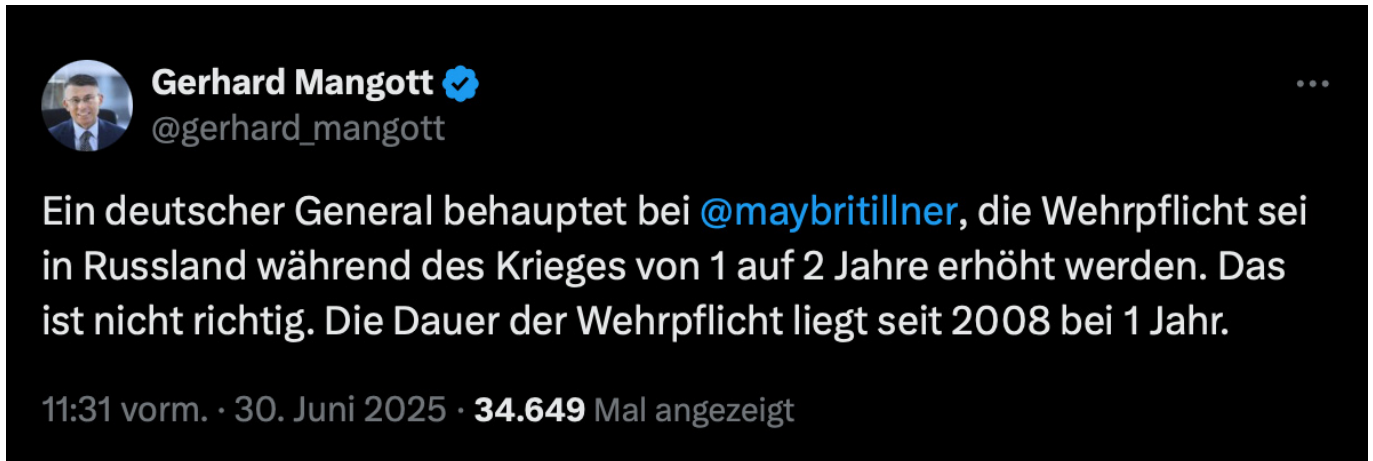 Gerhard Mangott
@gerhard_mangott
Ein deutscher General behauptet bei @maybritillner, die Wehrpflicht sei
in Russland während des Krieges von 1 auf 2 Jahre erhöht werden. Das
ist nicht richtig. Die Dauer der Wehrpflicht liegt seit 2008 bei 1 Jahr.
11:31 vorm. · 30. Juni 2025 · 34.649 Mal angezeigt